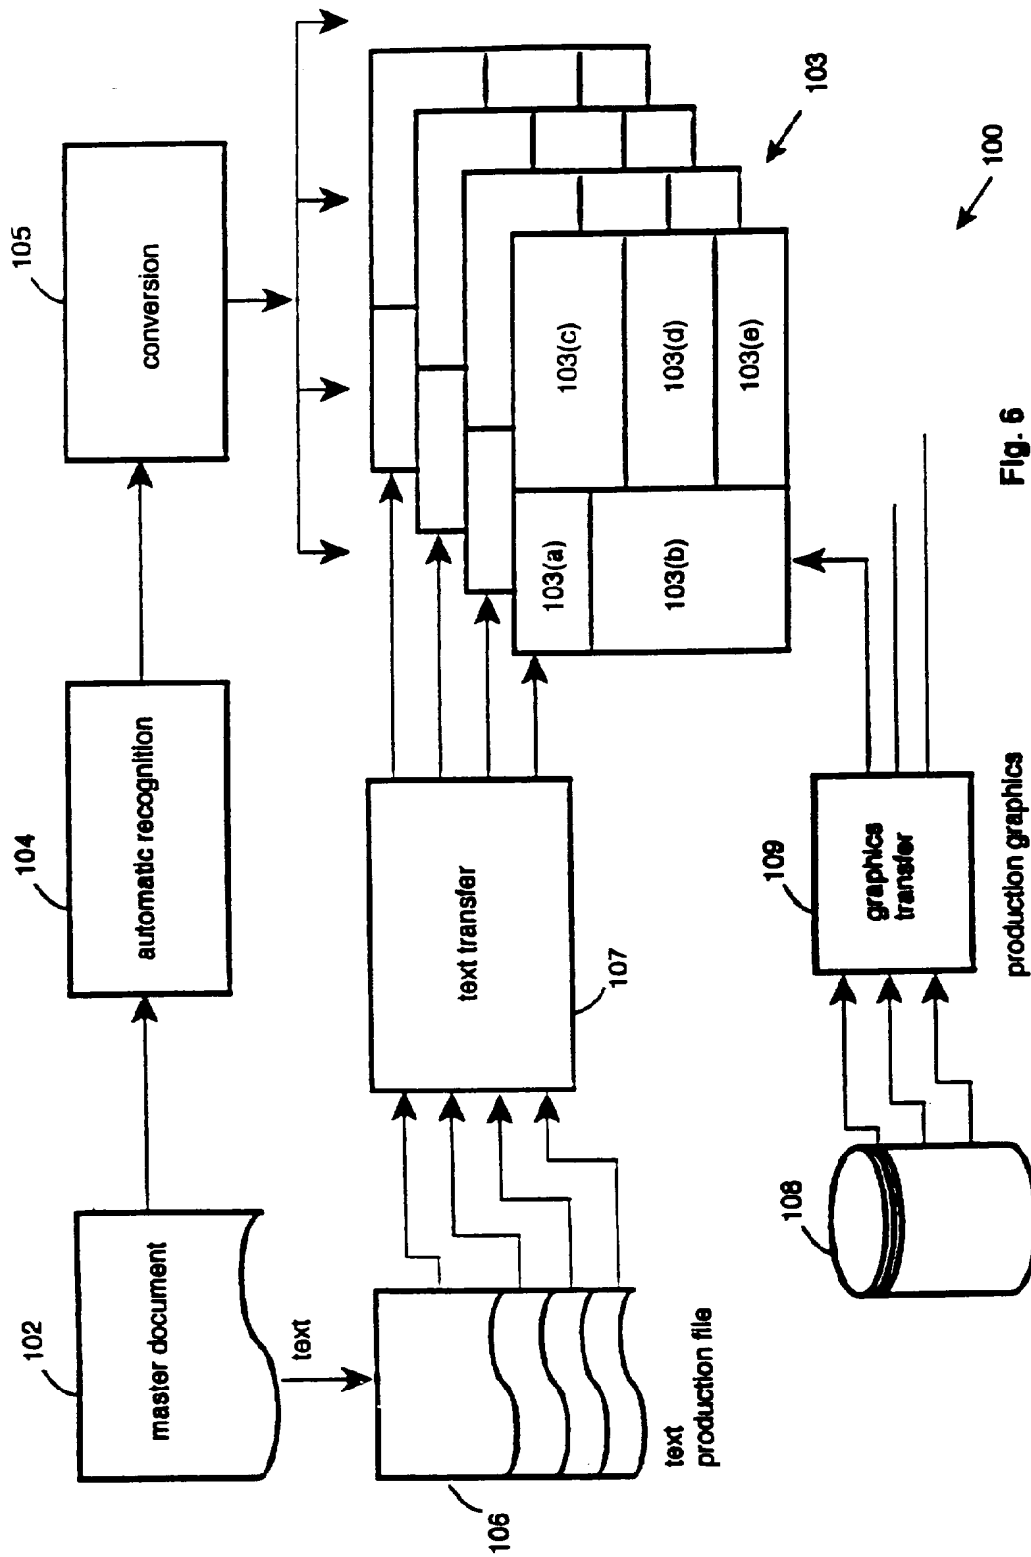 102
master document
104
automatic recognition
105
conversion
text
106
text
production file
text transfer
107
103(a)
103(b)
103(c)
103(d)
103(e)
103
108
109
graphics
transfer
production graphics
100
Fig. 6